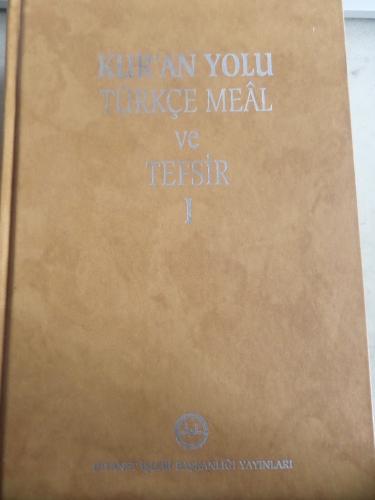 KUR'AN YOLU
TÜRKÇE MEÂL
ve
TEFSİR
I
DİYANET İŞLERİ BAŞKANLIĞI YAYINLARI